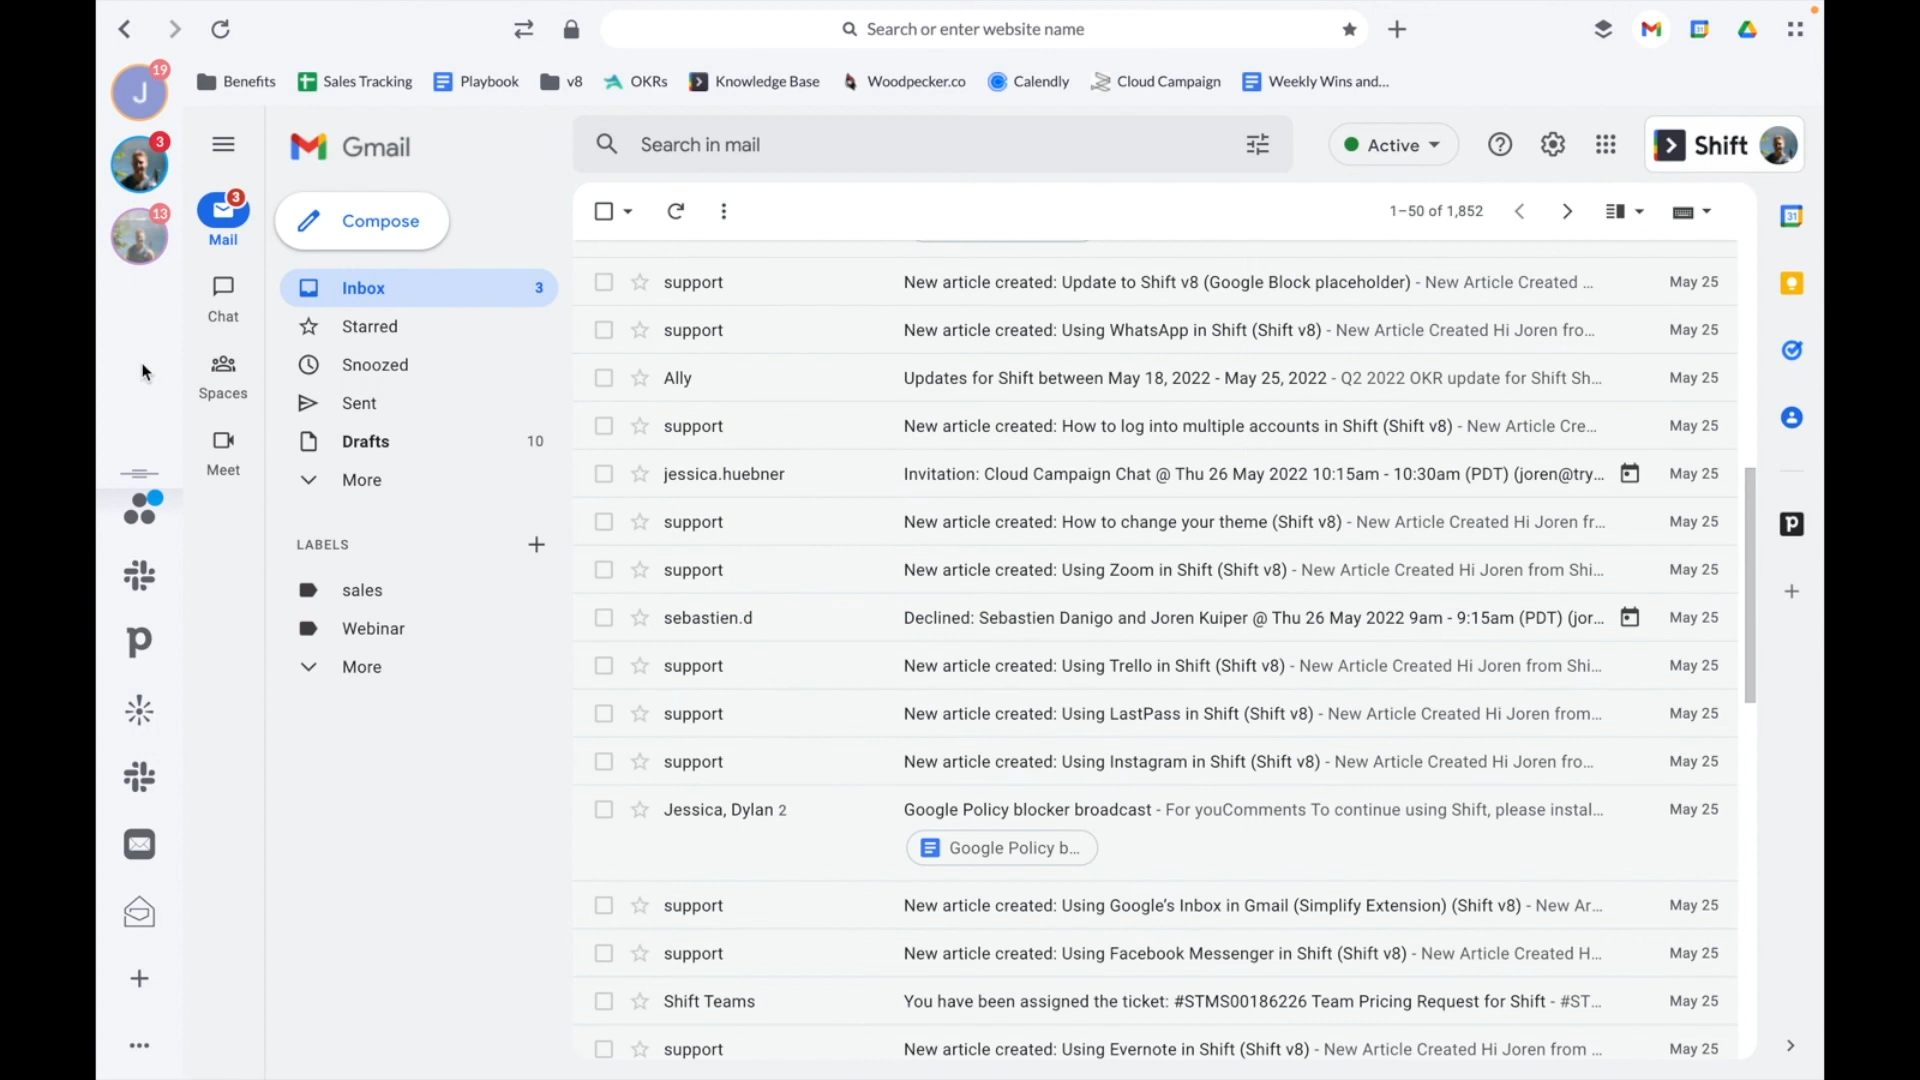 Search or enter website name
19
J
Benefits
Sales Tracking
Playbook
v8
OKRs
Knowledge Base
Woodpecker.co
Calendly
Cloud Campaign
Weekly Wins and...
3
13
Gmail
Search in mail
Active
Shift
3
Mail
Chat
Spaces
Meet
Compose
Inbox 3
Starred
Snoozed
Sent
Drafts 10
More
LABELS
sales
Webinar
More
1–50 of 1,852
support New article created: Update to Shift v8 (Google Block placeholder) - New Article Created ... May 25
support New article created: Using WhatsApp in Shift (Shift v8) - New Article Created Hi Joren fro... May 25
Ally Updates for Shift between May 18, 2022 - May 25, 2022 - Q2 2022 OKR update for Shift Sh... May 25
support New article created: How to log into multiple accounts in Shift (Shift v8) - New Article Cre... May 25
jessica.huebner Invitation: Cloud Campaign Chat @ Thu 26 May 2022 10:15am - 10:30am (PDT) (joren@try... May 25
support New article created: How to change your theme (Shift v8) - New Article Created Hi Joren fr... May 25
support New article created: Using Zoom in Shift (Shift v8) - New Article Created Hi Joren from Shi... May 25
sebastien.d Declined: Sebastien Danigo and Joren Kuiper @ Thu 26 May 2022 9am - 9:15am (PDT) (jor... May 25
support New article created: Using Trello in Shift (Shift v8) - New Article Created Hi Joren from Shi... May 25
support New article created: Using LastPass in Shift (Shift v8) - New Article Created Hi Joren from... May 25
support New article created: Using Instagram in Shift (Shift v8) - New Article Created Hi Joren fro... May 25
Jessica, Dylan 2 Google Policy blocker broadcast - For youComments To continue using Shift, please instal... May 25
Google Policy b...
support New article created: Using Google’s Inbox in Gmail (Simplify Extension) (Shift v8) - New Ar... May 25
support New article created: Using Facebook Messenger in Shift (Shift v8) - New Article Created H... May 25
Shift Teams You have been assigned the ticket: #STMS00186226 Team Pricing Request for Shift - #ST... May 25
support New article created: Using Evernote in Shift (Shift v8) - New Article Created Hi Joren from ... May 25
31
31
p
p